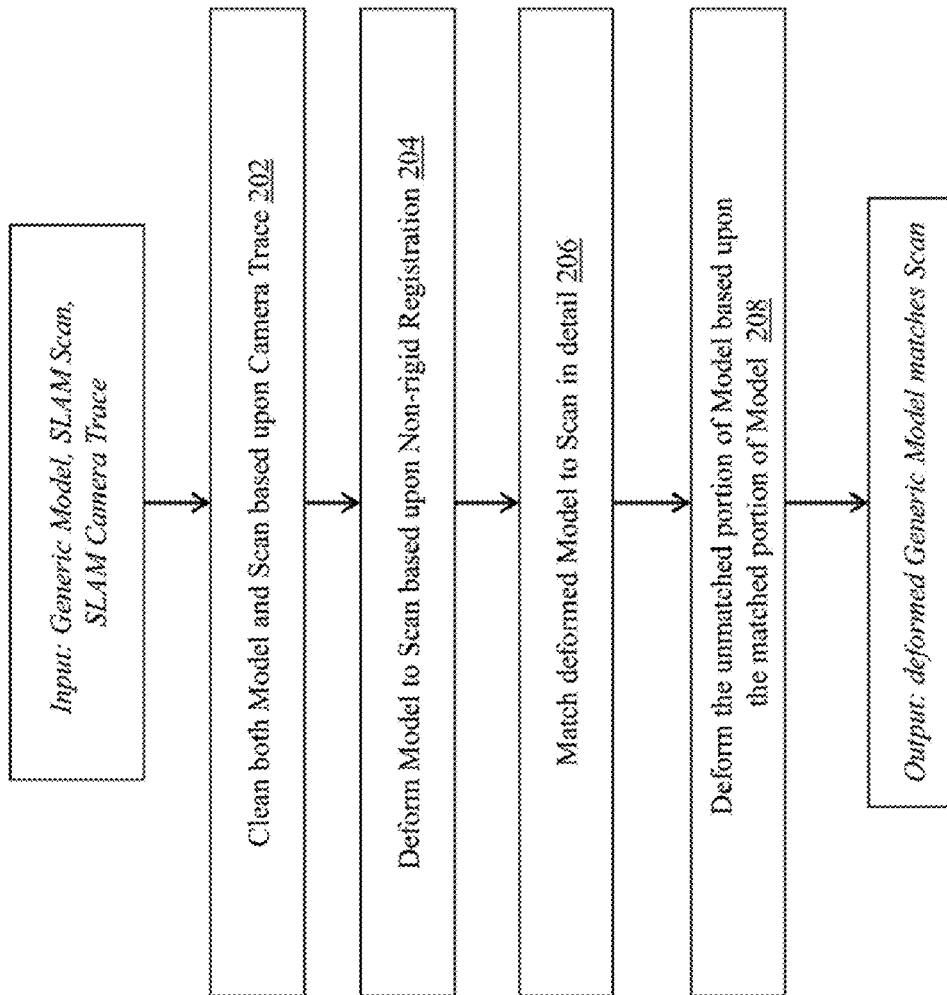 Input: Generic Model, SLAM Scan,
SLAM Camera Trace
Clean both Model and Scan based upon Camera Trace 202
Deform Model to Scan based upon Non-rigid Registration 204
Match deformed Model to Scan in detail 206
Deform the unmatched portion of Model based upon
the matched portion of Model 208
Output: deformed Generic Model matches Scan